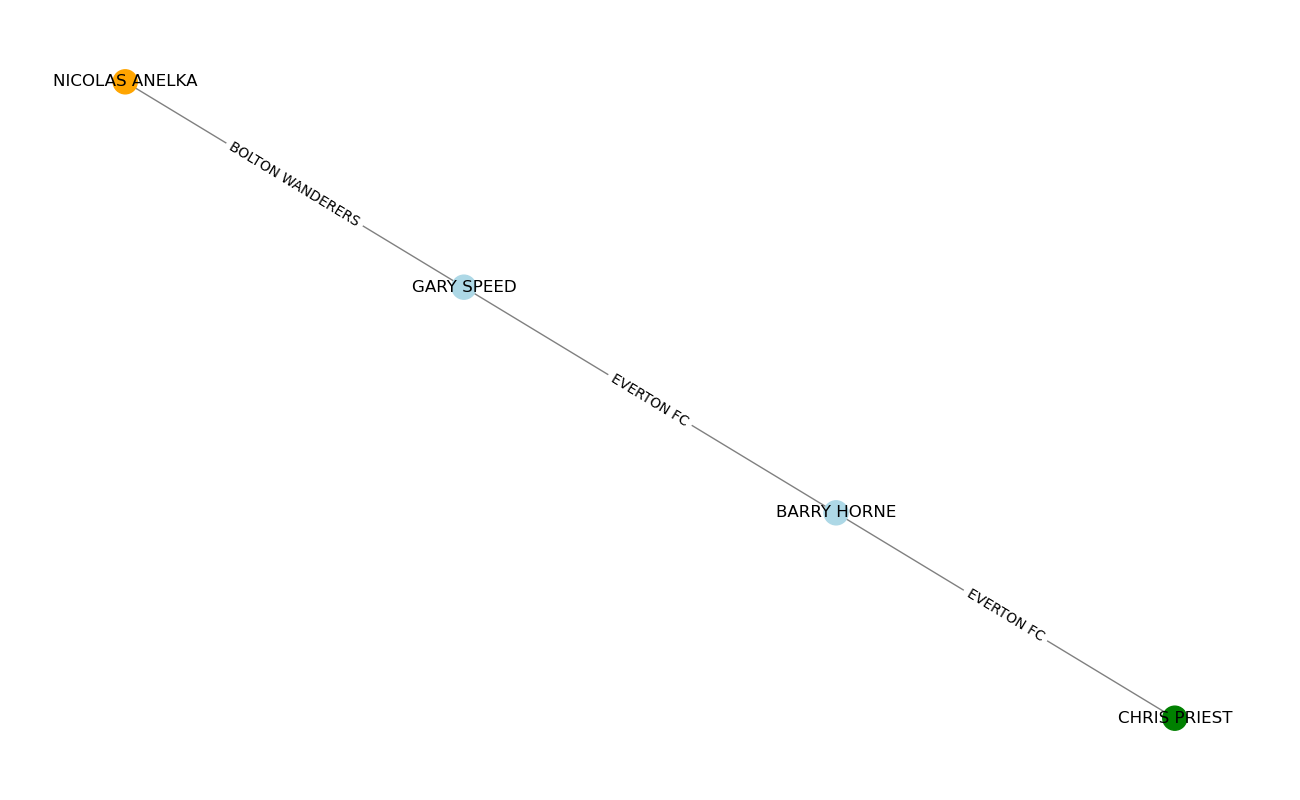 NICOLAS ANELKA
BOLTON WANDERERS
GARY SPEED
EVERTON FC
BARRY HORNE
EVERTON FC
CHRIS PRIEST